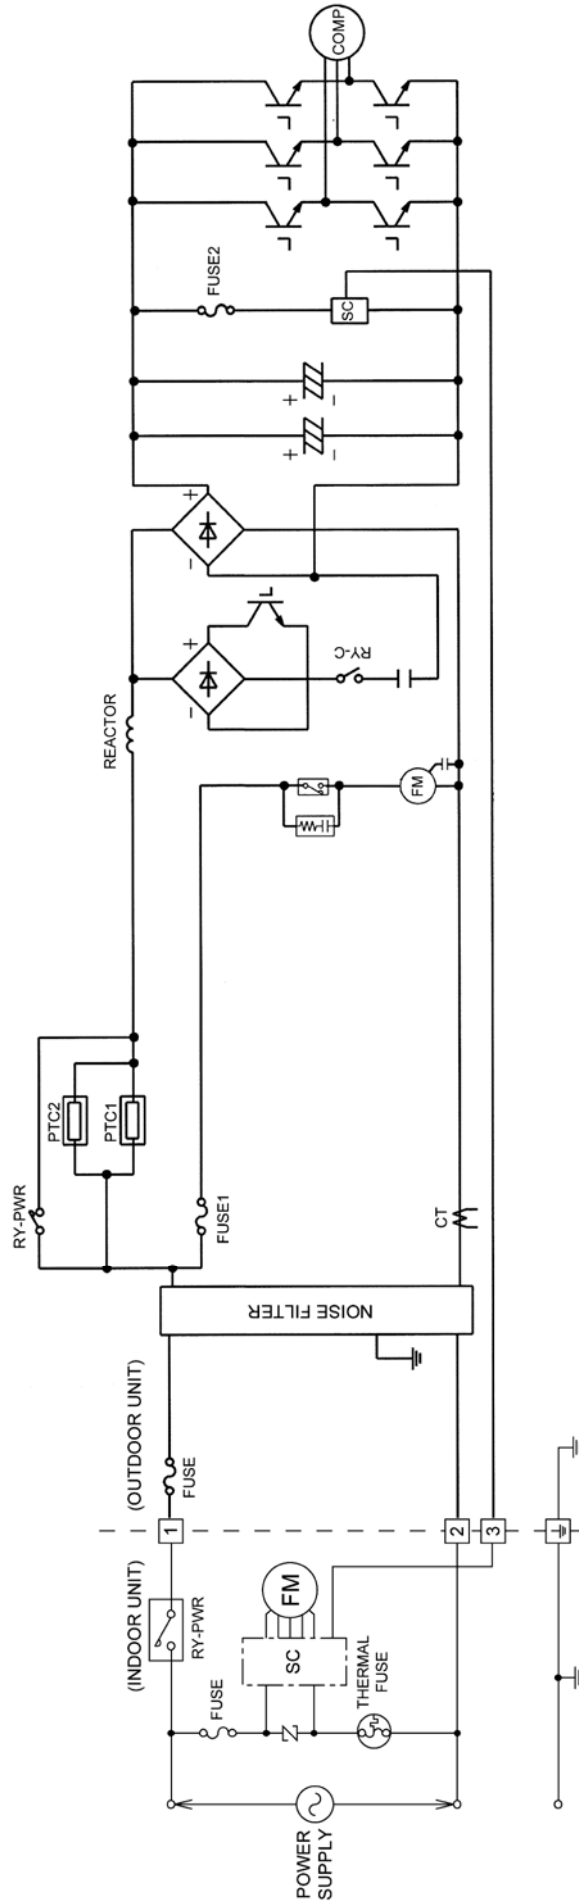 POWER
SUPPLY
(INDOOR UNIT)
RY-PWR
FUSE
SC
FM
THERMAL
FUSE
1
2
3
(OUTDOOR UNIT)
FUSE
NOISE FILTER
RY-PWR
PTC2
PTC1
FUSE1
CT
REACTOR
FM
- +
RY-C
- +
+ -
+ -
FUSE2
SC
COMP